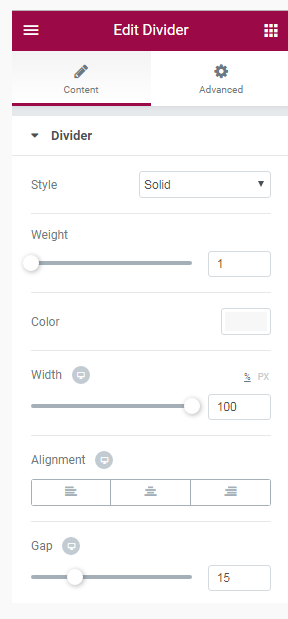 Edit Divider
Content Advanced
Divider
Style Solid
Weight
1
Color
Width % PX
100
Alignment
Gap
15